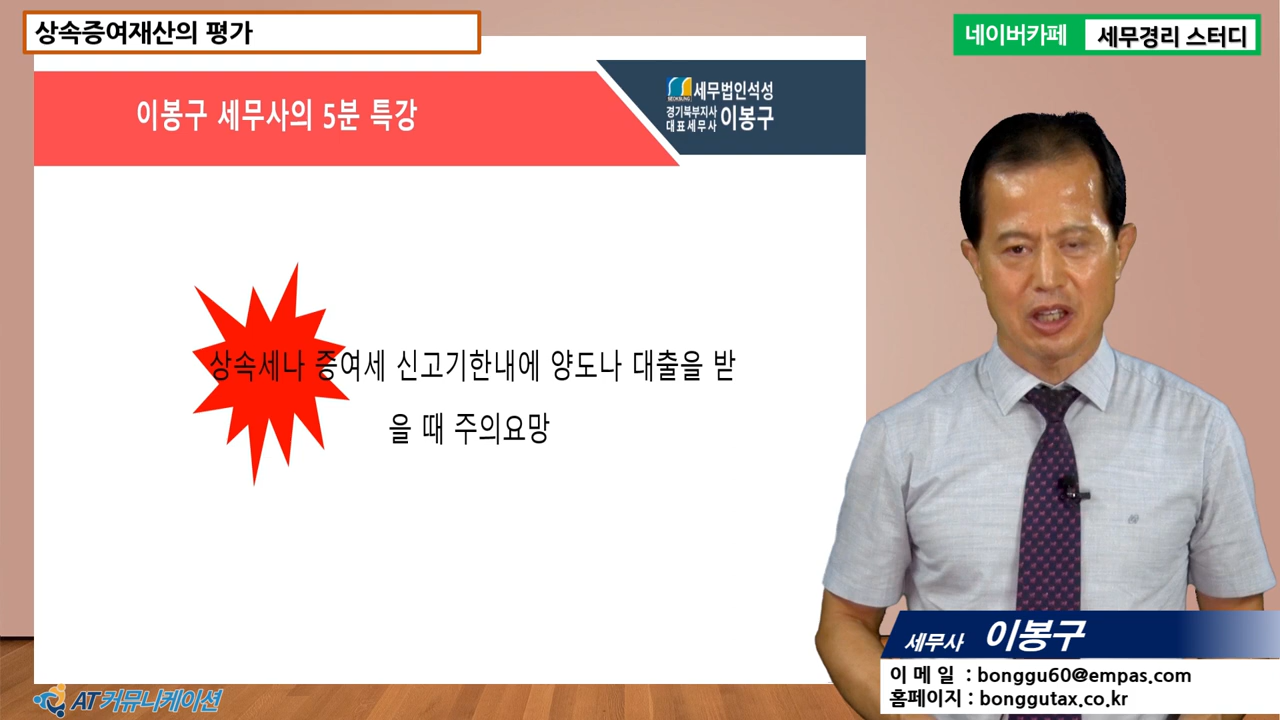 상속증여재산의 평가
네이버카페 세무경리 스터디
이봉구 세무사의 5분 특강
세무법인석성
SEOKSUNG
경기북부지사
대표세무사 이봉구
상속세나 증여세 신고기한내에 양도나 대출을 받
을 때 주의요망
세무사 이봉구
이 메 일 : bonggu60@empas.com
홈페이지 : bonggutax.co.kr
AT커뮤니케이션